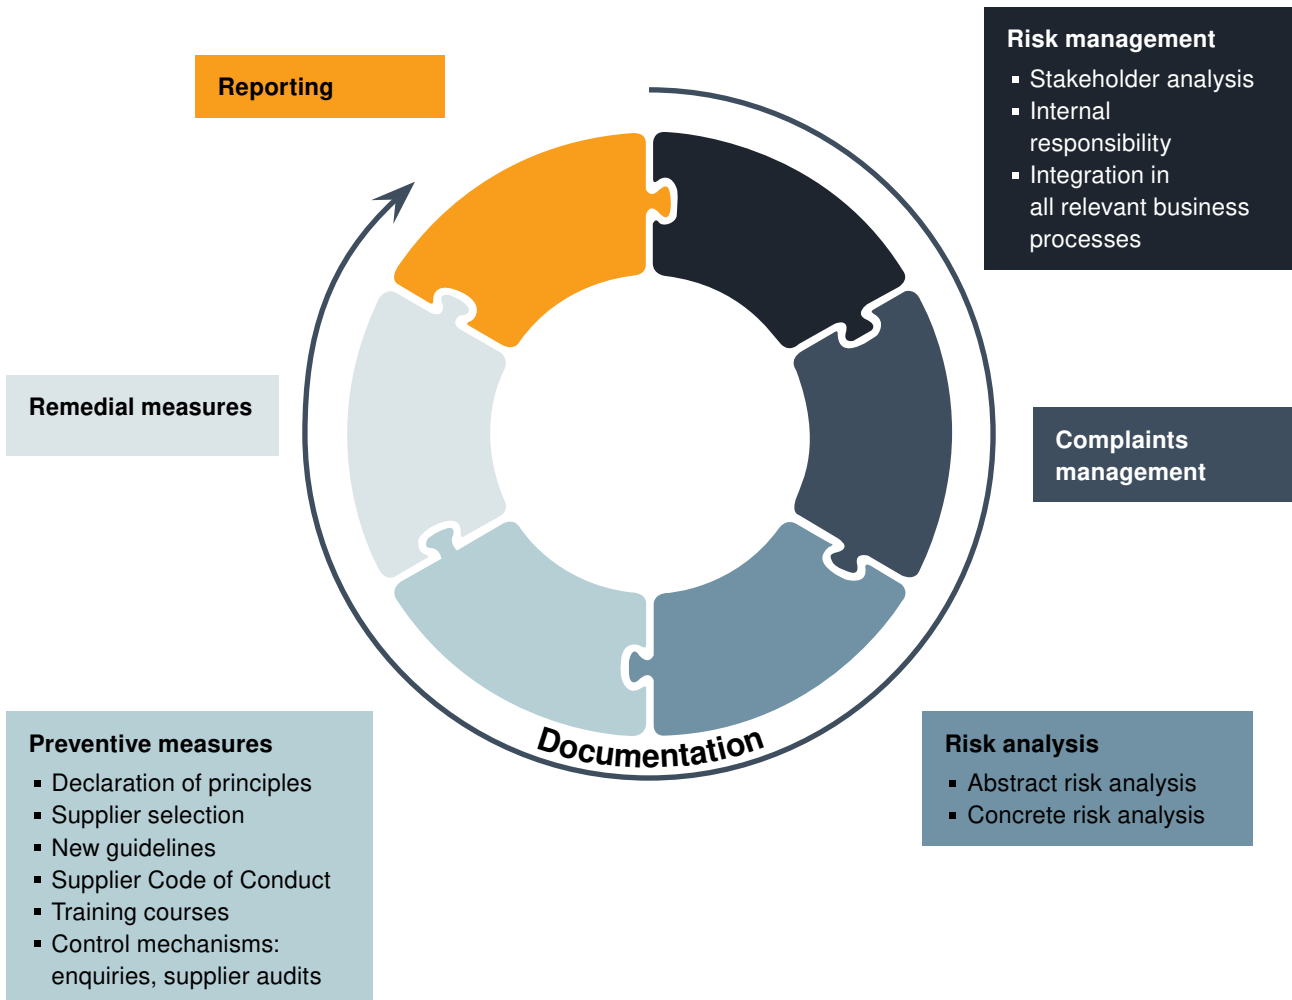 Reporting
Risk management
▪ Stakeholder analysis
▪ Internal
responsibility
▪ Integration in
all relevant business
processes
Remedial measures
Complaints
management
Documentation
Preventive measures
▪ Declaration of principles
▪ Supplier selection
▪ New guidelines
▪ Supplier Code of Conduct
▪ Training courses
▪ Control mechanisms:
enquiries, supplier audits
Risk analysis
▪ Abstract risk analysis
▪ Concrete risk analysis